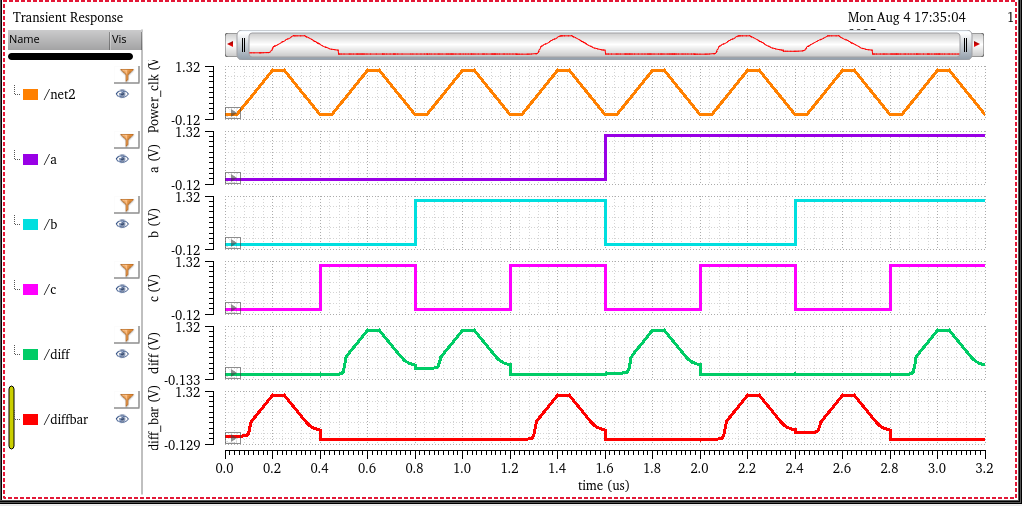 Transient Response
Mon Aug 4 17:35:04
1
Name Vis
/net2
/a
/b
/c
/diff
/diffbar
Power_clk (V
1.32
-0.12
a (V)
1.32
-0.12
b (V)
1.32
-0.12
c (V)
1.32
-0.12
diff (V)
1.32
-0.133
diff_bar (V)
1.32
-0.129
0.0 0.2 0.4 0.6 0.8 1.0 1.2 1.4 1.6 1.8 2.0 2.2 2.4 2.6 2.8 3.0 3.2
time (us)